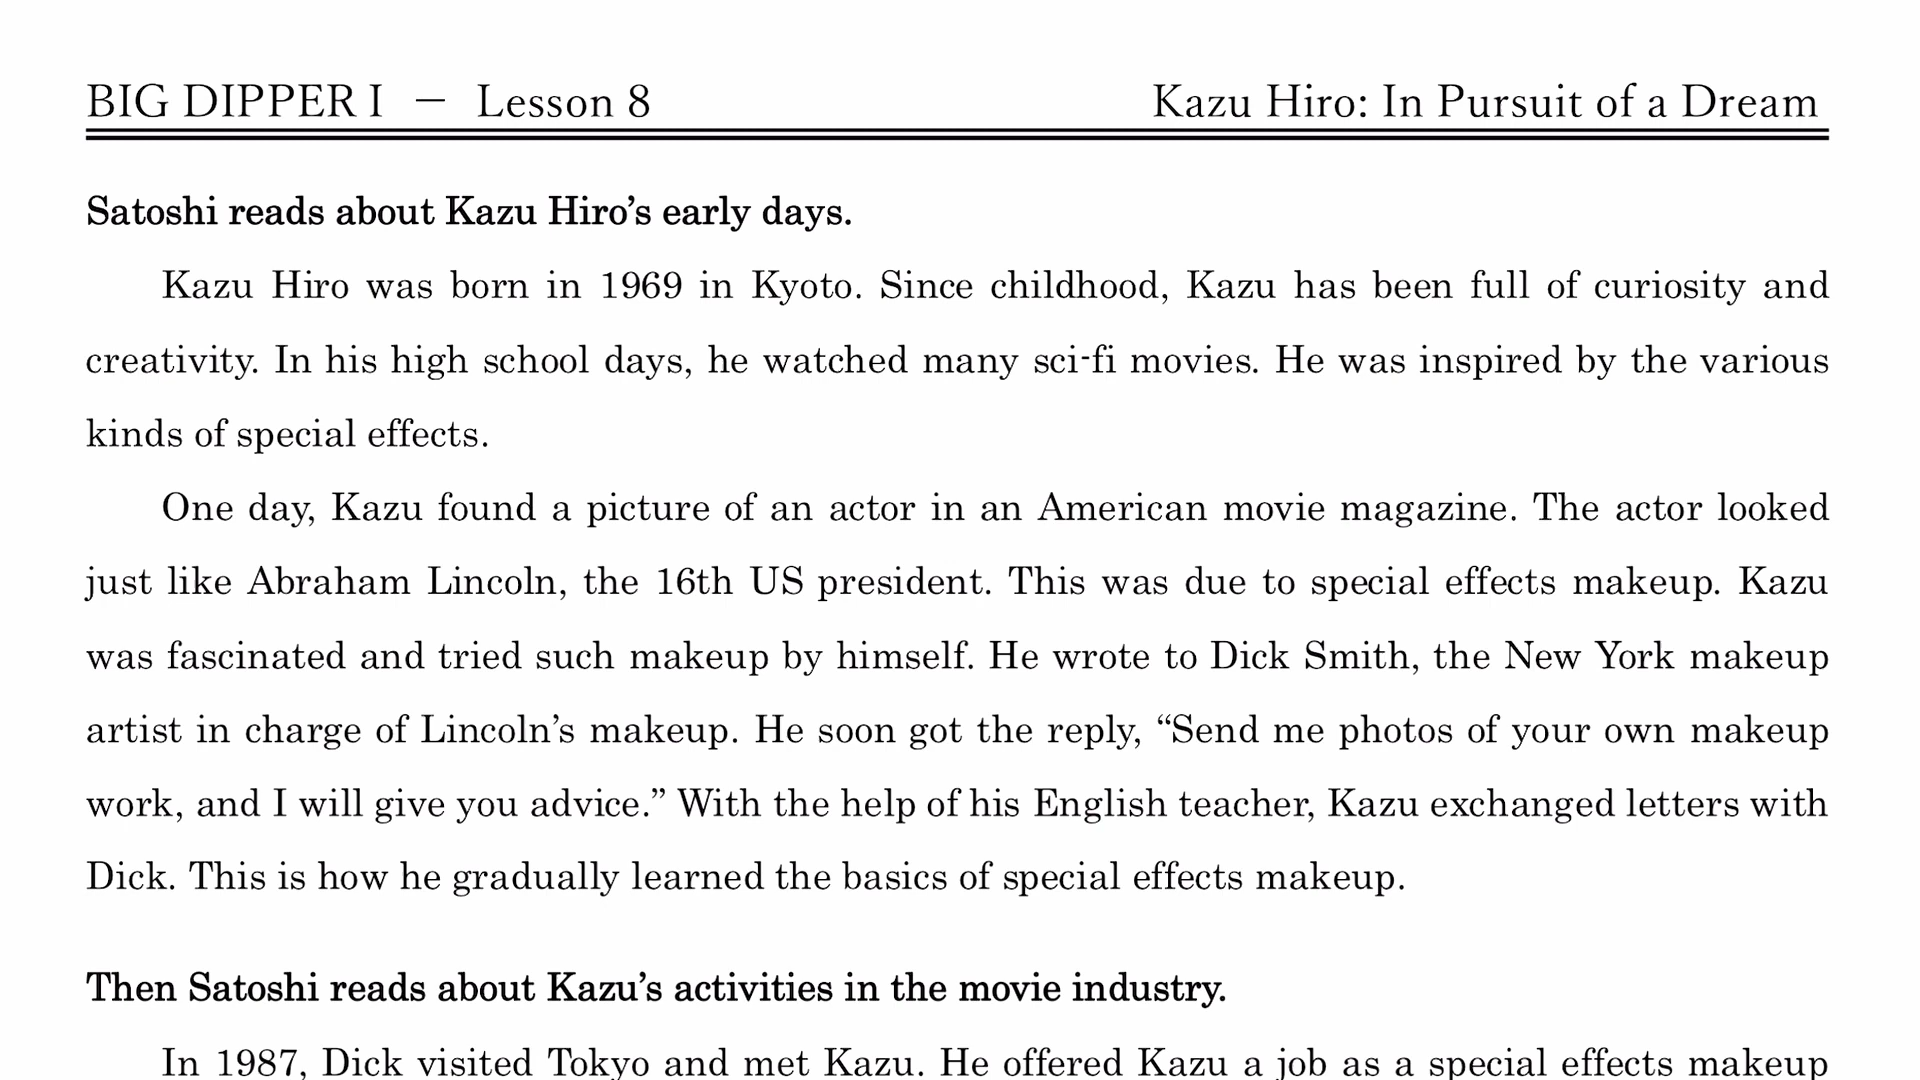 BIG DIPPER I － Lesson 8
Kazu Hiro: In Pursuit of a Dream
Satoshi reads about Kazu Hiro’s early days.
Kazu Hiro was born in 1969 in Kyoto. Since childhood, Kazu has been full of curiosity and
creativity. In his high school days, he watched many sci-fi movies. He was inspired by the various
kinds of special effects.
One day, Kazu found a picture of an actor in an American movie magazine. The actor looked
just like Abraham Lincoln, the 16th US president. This was due to special effects makeup. Kazu
was fascinated and tried such makeup by himself. He wrote to Dick Smith, the New York makeup
artist in charge of Lincoln’s makeup. He soon got the reply, “Send me photos of your own makeup
work, and I will give you advice.” With the help of his English teacher, Kazu exchanged letters with
Dick. This is how he gradually learned the basics of special effects makeup.
Then Satoshi reads about Kazu’s activities in the movie industry.
In 1987, Dick visited Tokyo and met Kazu. He offered Kazu a job as a special effects makeup